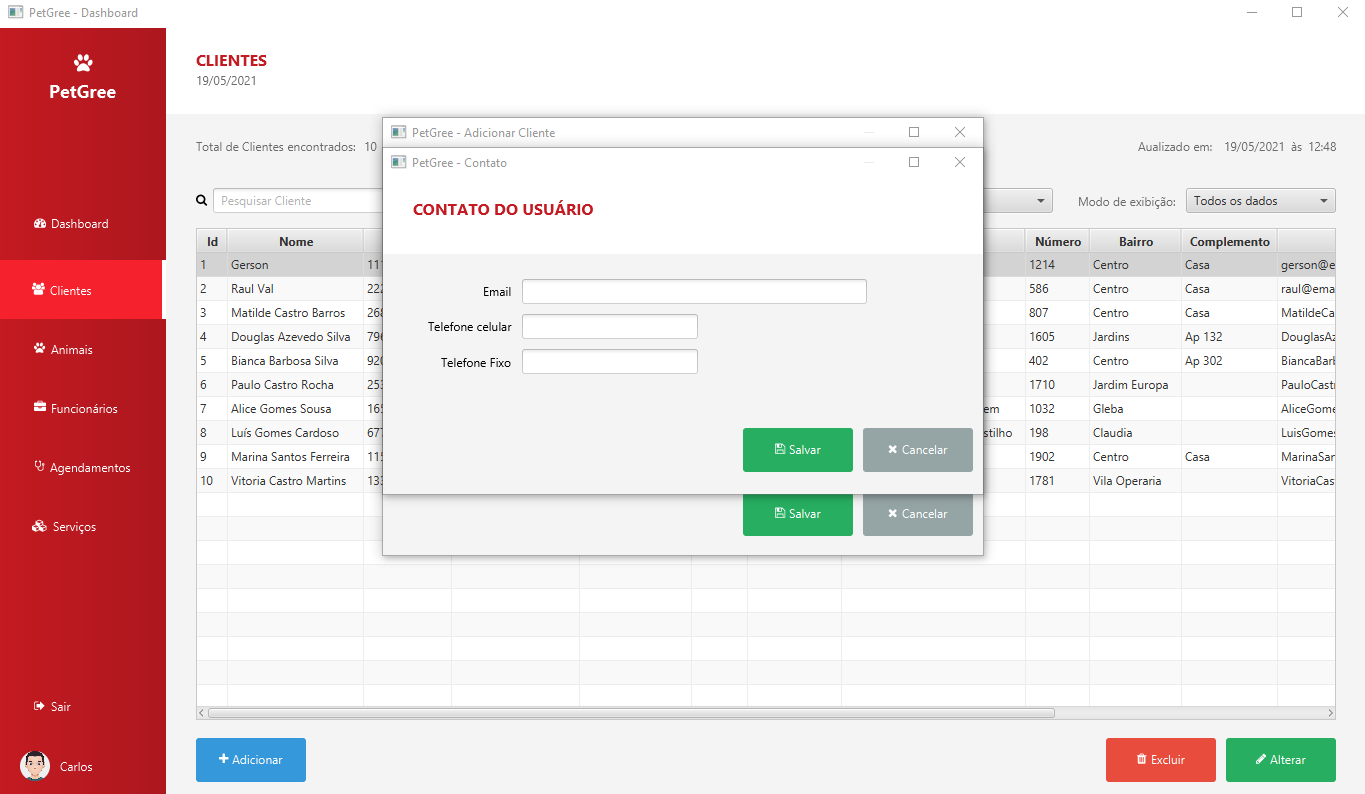 PetGree - Dashboard
PetGree
CLIENTES
19/05/2021
Total de Clientes encontrados: 10
Aualizado em: 19/05/2021 às 12:48
Pesquisar Cliente
Modo de exibição: Todos os dados
Dashboard
Clientes
Animais
Funcionários
Agendamentos
Serviços
Sair
Carlos
Id Nome Número Bairro Complemento
1 Gerson 111 1214 Centro Casa gerson@e
2 Raul Val 222 586 Centro Casa raul@ema
3 Matilde Castro Barros 268 807 Centro Casa MatildeCa
4 Douglas Azevedo Silva 796 1605 Jardins Ap 132 DouglasAz
5 Bianca Barbosa Silva 920 402 Centro Ap 302 BiancaBarb
6 Paulo Castro Rocha 253 1710 Jardim Europa PauloCastr
7 Alice Gomes Sousa 165 em 1032 Gleba AliceGome
8 Luís Gomes Cardoso 677 stilho 198 Claudia LuisGomes
9 Marina Santos Ferreira 115 1902 Centro Casa MarinaSan
10 Vitoria Castro Martins 133 1781 Vila Operaria VitoriaCas
PetGree - Adicionar Cliente
PetGree - Contato
CONTATO DO USUÁRIO
Email
Telefone celular
Telefone Fixo
Salvar Cancelar
Salvar Cancelar
Adicionar
Excluir
Alterar